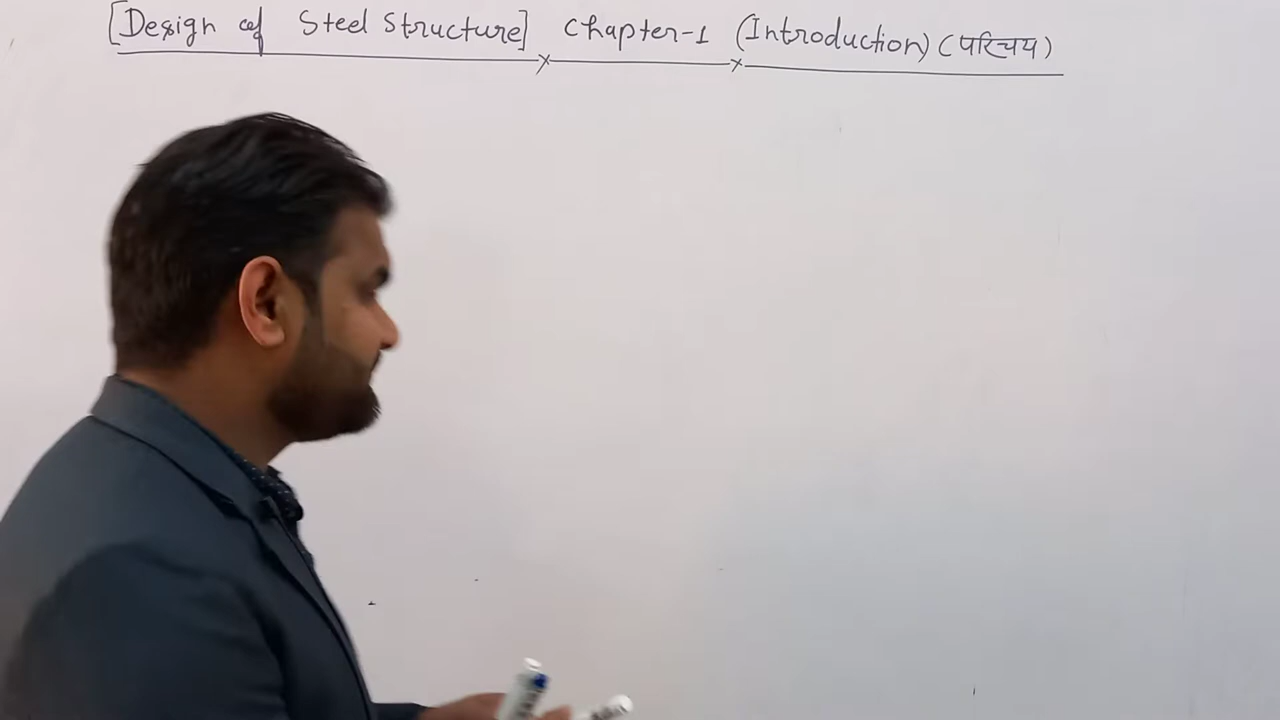 [Design of Steel Structure] Chapter-1 (Introduction) (परिचय)